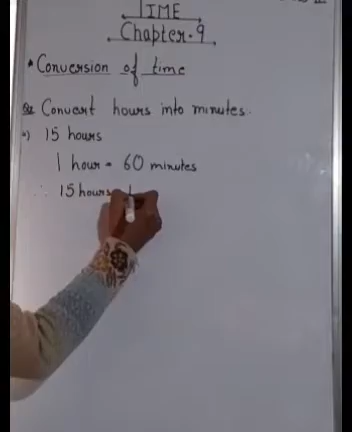 TIME
Chapter-9
• Conversion of time
Q. Convert hours into minutes.
a) 15 hours
1 hour = 60 minutes
∴ 15 hours